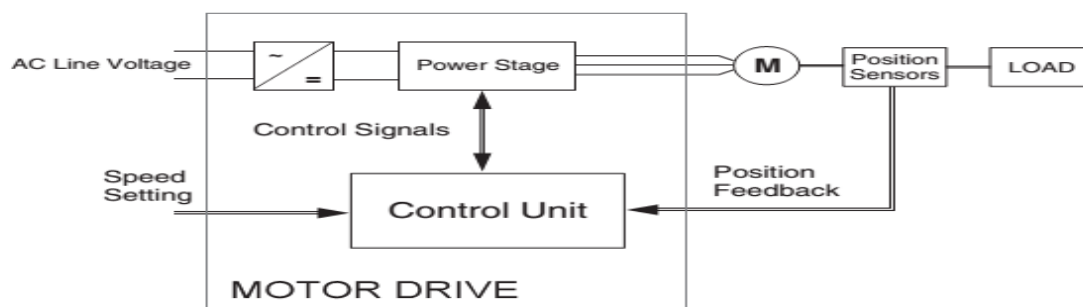 AC Line Voltage
~
=
Power Stage
M
Position
Sensors
LOAD
Control Signals
Speed
Setting
Position
Feedback
Control Unit
MOTOR DRIVE